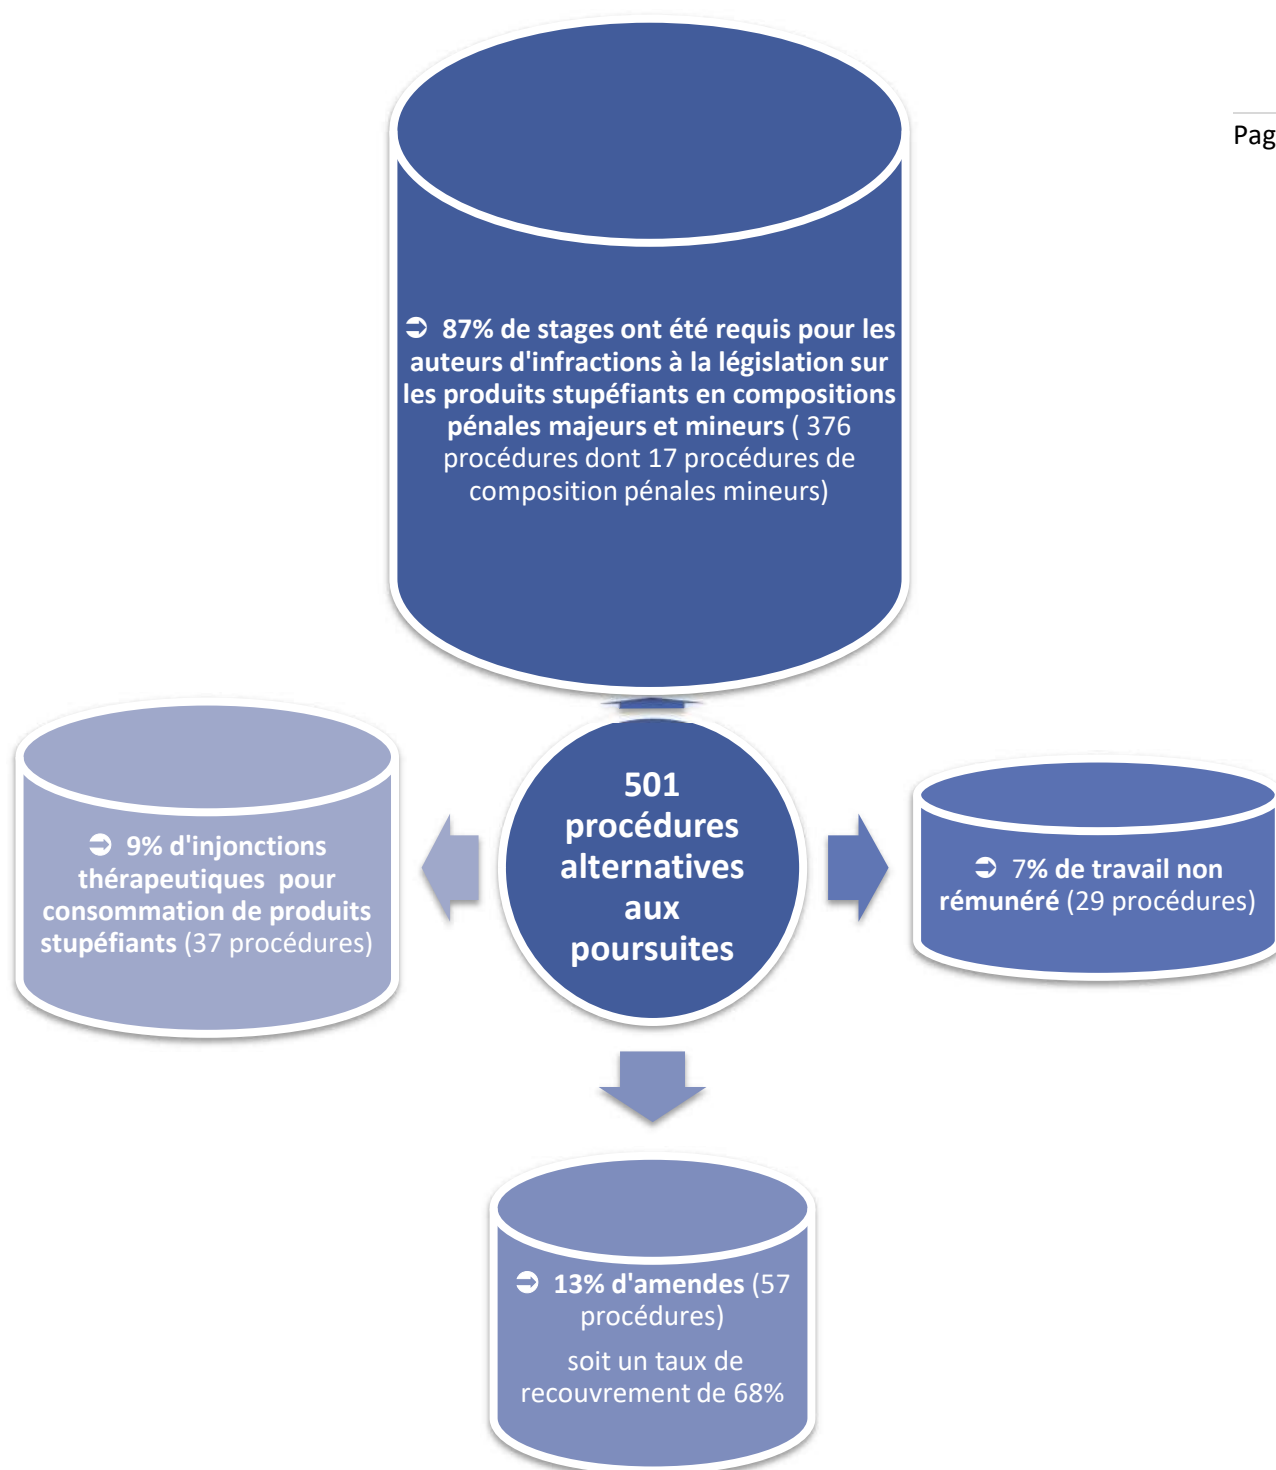 Pag
➲ 87% de stages ont été requis pour les
auteurs d'infractions à la législation sur
les produits stupéfiants en compositions
pénales majeurs et mineurs ( 376
procédures dont 17 procédures de
composition pénales mineurs)
501
procédures
alternatives
aux
poursuites
➲ 9% d'injonctions
thérapeutiques pour
consommation de produits
stupéfiants (37 procédures)
➲ 7% de travail non
rémunéré (29 procédures)
➲ 13% d'amendes (57
procédures)
soit un taux de
recouvrement de 68%